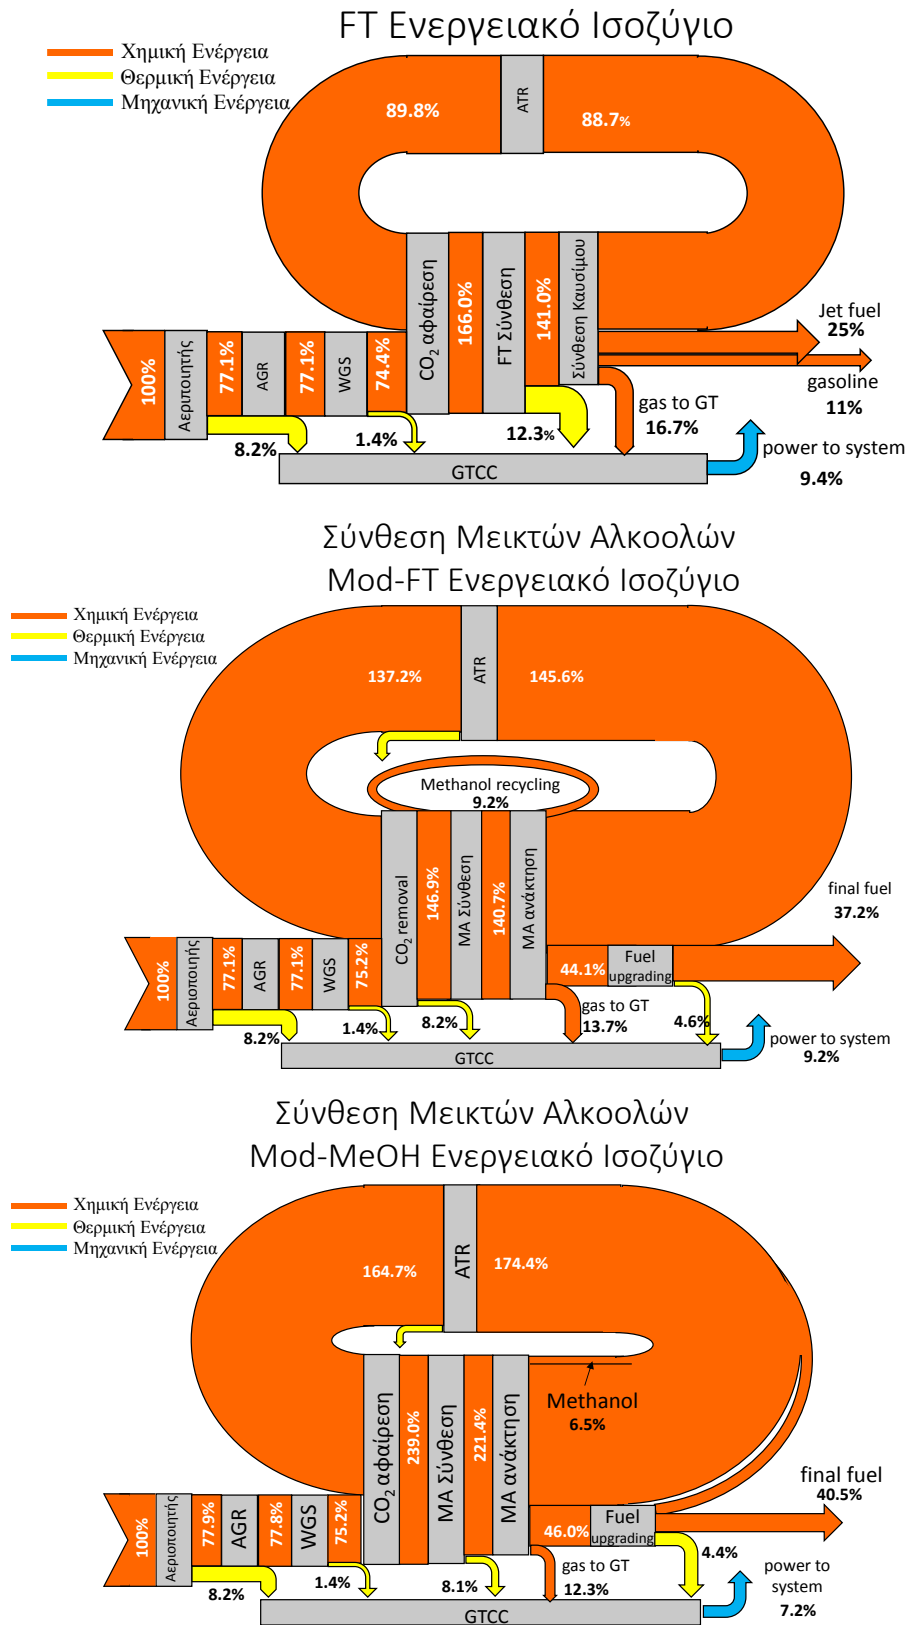 FT Ενεργειακό Ισοζύγιο
Χημική Ενέργεια
Θερμική Ενέργεια
Μηχανική Ενέργεια
89.8%
ATR
88.7%
100%
Αεριποιητής
77.1%
AGR
77.1%
WGS
74.4%
CO2 αφαίρεση
166.0%
FT Σύνθεση
141.0%
Σύνθεση Καυσίμου
Jet fuel
25%
gasoline
11%
8.2%
1.4%
12.3%
gas to GT
16.7%
power to system
9.4%
GTCC
Σύνθεση Μεικτών Αλκοολών
Mod-FT Ενεργειακό Ισοζύγιο
Χημική Ενέργεια
Θερμική Ενέργεια
Μηχανική Ενέργεια
137.2%
ATR
145.6%
Methanol recycling
9.2%
100%
Αεριοποιής
77.1%
AGR
77.1%
WGS
75.2%
CO2 removal
146.9%
MA Σύνθεση
140.7%
MA ανάκτηση
44.1%
Fuel
upgrading
final fuel
37.2%
8.2%
1.4%
8.2%
gas to GT
13.7%
4.6%
power to system
9.2%
GTCC
Σύνθεση Μεικτών Αλκοολών
Mod-MeOH Ενεργειακό Ισοζύγιο
Χημική Ενέργεια
Θερμική Ενέργεια
Μηχανική Ενέργεια
164.7%
ATR
174.4%
Methanol
6.5%
100%
Αεριοποιητής
77.9%
AGR
77.8%
WGS
75.2%
CO2 αφαίρεση
239.0%
MA Σύνθεση
221.4%
MA ανάκτηση
46.0%
Fuel
upgrading
final fuel
40.5%
8.2%
1.4%
8.1%
gas to GT
12.3%
4.4%
power to
system
7.2%
GTCC